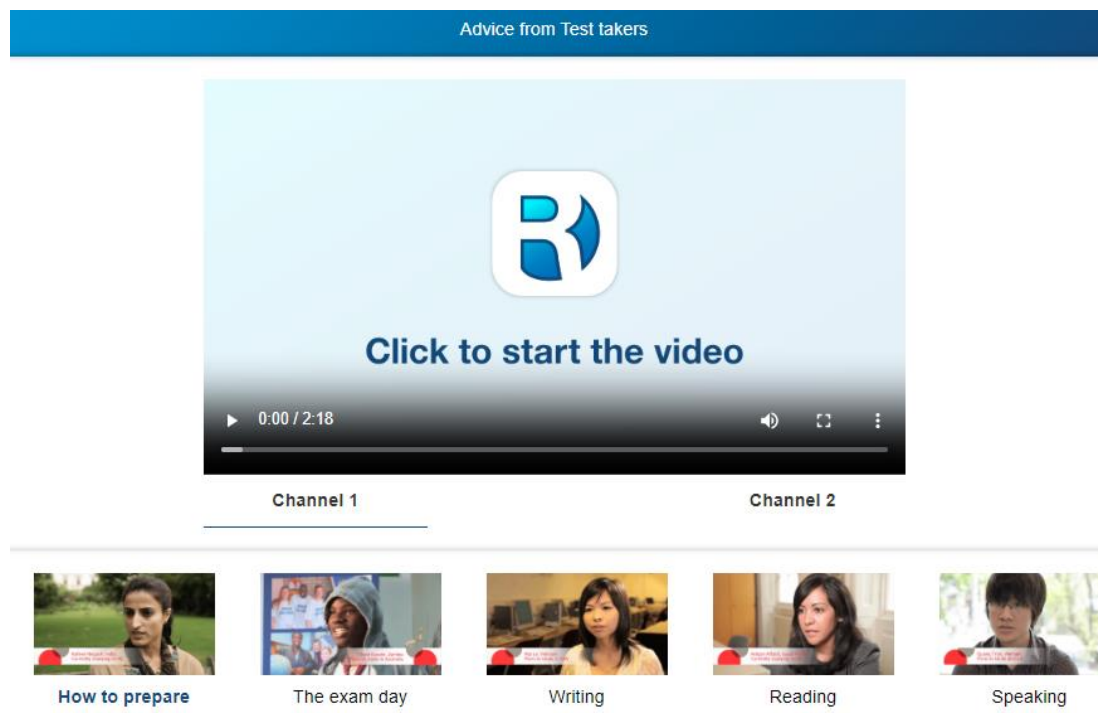 Advice from Test takers
R
Click to start the video
0:00 / 2:18
Channel 1
Channel 2
How to prepare
The exam day
Writing
Reading
Speaking